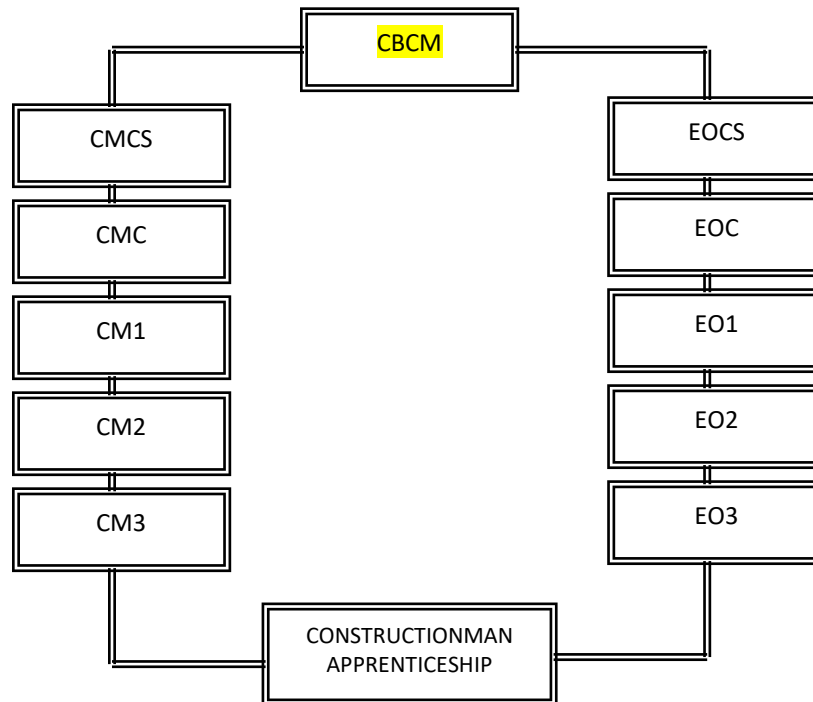 CBCM
CMCS
CMC
CM1
CM2
CM3
EOCS
EOC
EO1
EO2
EO3
CONSTRUCTIONMAN
APPRENTICESHIP